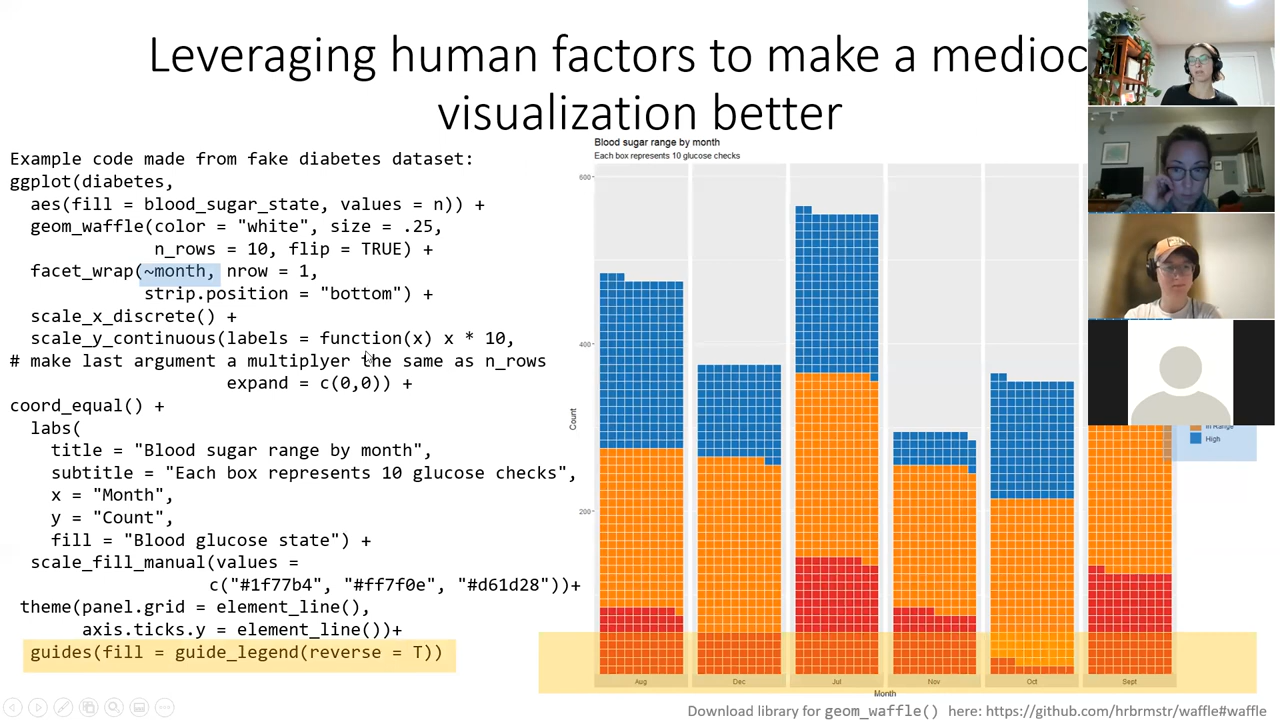 Leveraging human factors to make a medioc
visualization better
Example code made from fake diabetes dataset:
ggplot(diabetes,
aes(fill = blood_sugar_state, values = n)) +
geom_waffle(color = "white", size = .25,
n_rows = 10, flip = TRUE) +
facet_wrap(~month, nrow = 1,
strip.position = "bottom") +
scale_x_discrete() +
scale_y_continuous(labels = function(x) x * 10,
# make last argument a multiplyer the same as n_rows
expand = c(0,0)) +
coord_equal() +
labs(
title = "Blood sugar range by month",
subtitle = "Each box represents 10 glucose checks",
x = "Month",
y = "Count",
fill = "Blood glucose state") +
scale_fill_manual(values =
c("#1f77b4", "#ff7f0e", "#d61d28"))+
theme(panel.grid = element_line(),
axis.ticks.y = element_line())+
guides(fill = guide_legend(reverse = T))
Blood sugar range by month
Each box represents 10 glucose checks
600
400
200
Count
Aug Dec Jul Nov Oct Sept
Month
In Range
High
Download library for geom_waffle() here: https://github.com/hrbrmstr/waffle#waffle